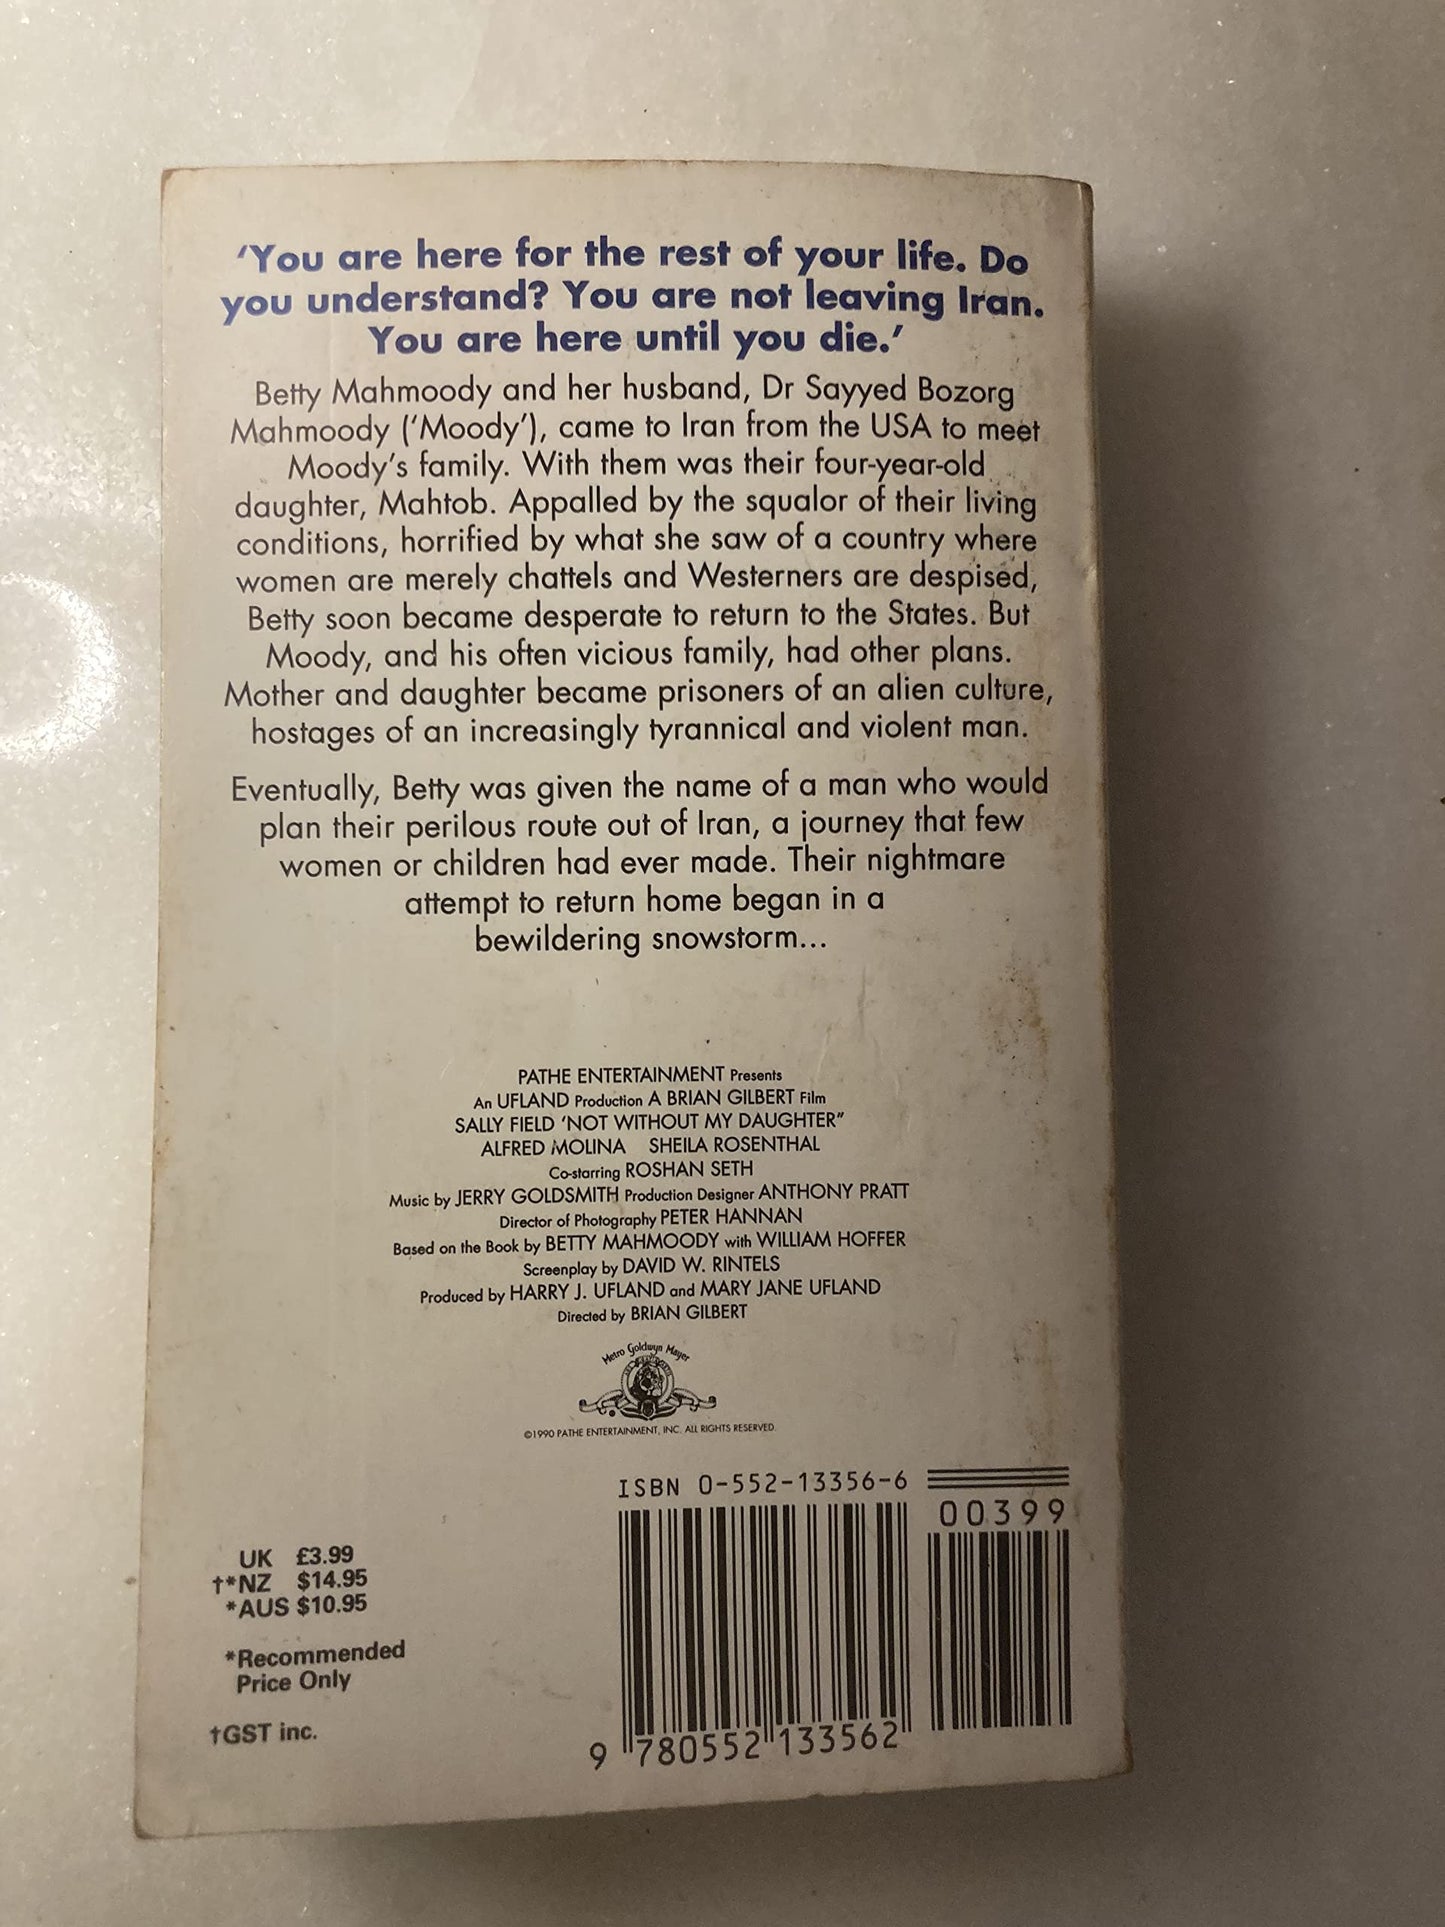 ‘You are here for the rest of your life. Do
you understand? You are not leaving Iran.
You are here until you die.’
Betty Mahmoody and her husband, Dr Sayyed Bozorg
Mahmoody (‘Moody’), came to Iran from the USA to meet
Moody’s family. With them was their four-year-old
daughter, Mahtob. Appalled by the squalor of their living
conditions, horrified by what she saw of a country where
women are merely chattels and Westerners are despised,
Betty soon became desperate to return to the States. But
Moody, and his often vicious family, had other plans.
Mother and daughter became prisoners of an alien culture,
hostages of an increasingly tyrannical and violent man.
Eventually, Betty was given the name of a man who would
plan their perilous route out of Iran, a journey that few
women or children had ever made. Their nightmare
attempt to return home began in a
bewildering snowstorm...
PATHE ENTERTAINMENT Presents
An UFLAND Production A BRIAN GILBERT Film
SALLY FIELD ‘NOT WITHOUT MY DAUGHTER”
ALFRED MOLINA SHEILA ROSENTHAL
Co-starring ROSHAN SETH
Music by JERRY GOLDSMITH Production Designer ANTHONY PRATT
Director of Photography PETER HANNAN
Based on the Book by BETTY MAHMOODY with WILLIAM HOFFER
Screenplay by DAVID W. RINTELS
Produced by HARRY J. UFLAND and MARY JANE UFLAND
Directed by BRIAN GILBERT
Metro Goldwyn Mayer
©1990 PATHE ENTERTAINMENT, INC. ALL RIGHTS RESERVED.
ISBN 0-552-13356-6
00399
UK £3.99
†*NZ $14.95
*AUS $10.95
*Recommended
Price Only
†GST inc.
9 780552 133562